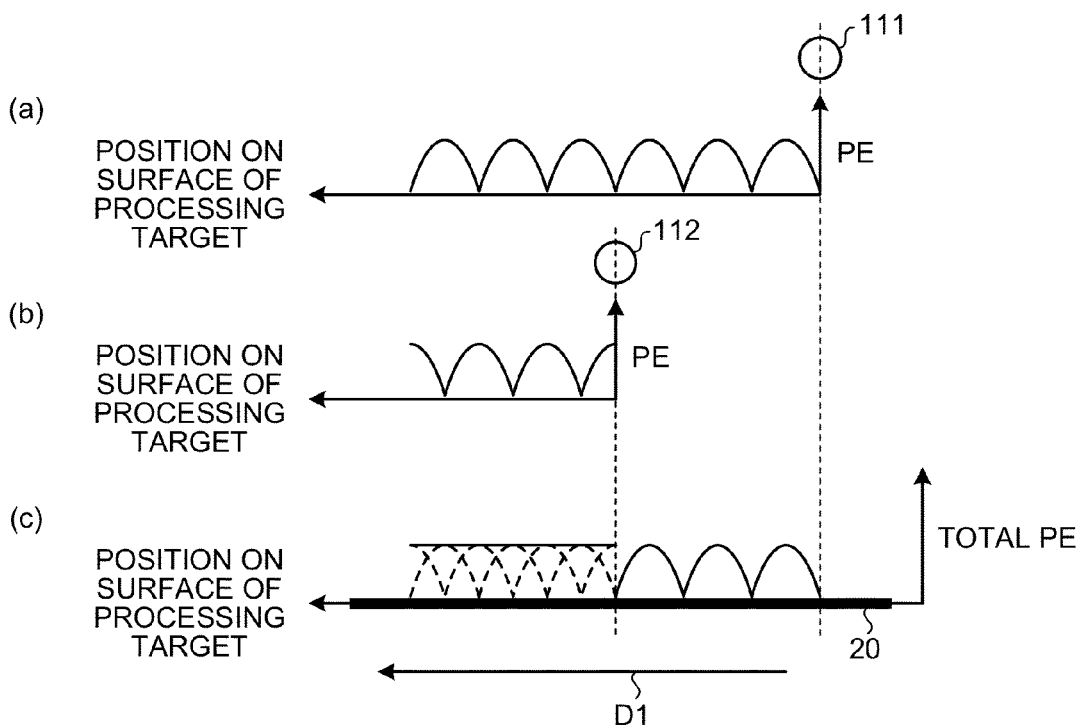 111
(a)
POSITION ON
SURFACE OF
PROCESSING
TARGET
PE
112
(b)
POSITION ON
SURFACE OF
PROCESSING
TARGET
PE
(c)
POSITION ON
SURFACE OF
PROCESSING
TARGET
TOTAL PE
20
D1